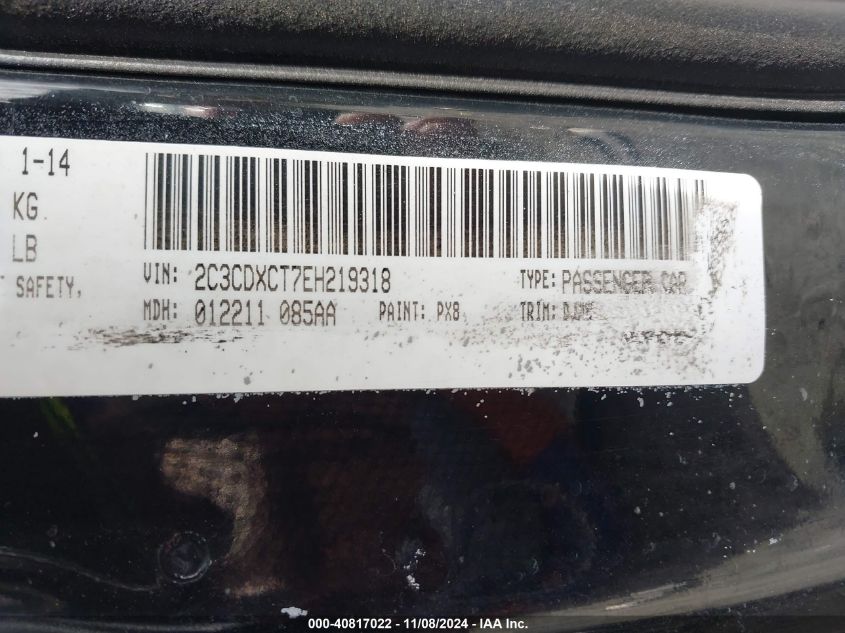 1-14
KG
LB
SAFETY,
VIN: 2C3CDXCT7EH219318 TYPE: PASSENGER CAR
MDH: 012211 085AA PAINT: PX8 TRIM:
000-40817022 - 11/08/2024 - IAA Inc.